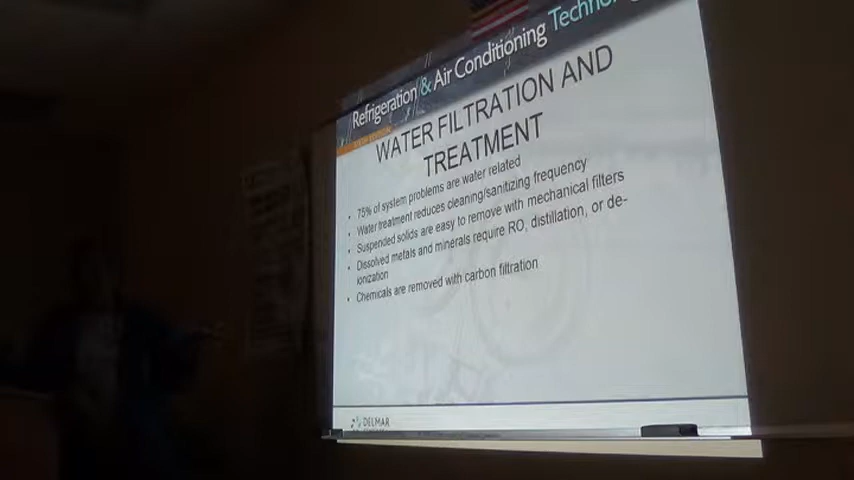 Refrigeration & Air Conditioning
WATER FILTRATION AND
TREATMENT
• 75% of system problems are water related
• Water treatment reduces cleaning/sanitizing frequency
• Suspended solids are easy to remove with mechanical filters
• Dissolved metals and minerals require RO, distillation, or de-
ionization
• Chemicals are removed with carbon filtration
DELMAR